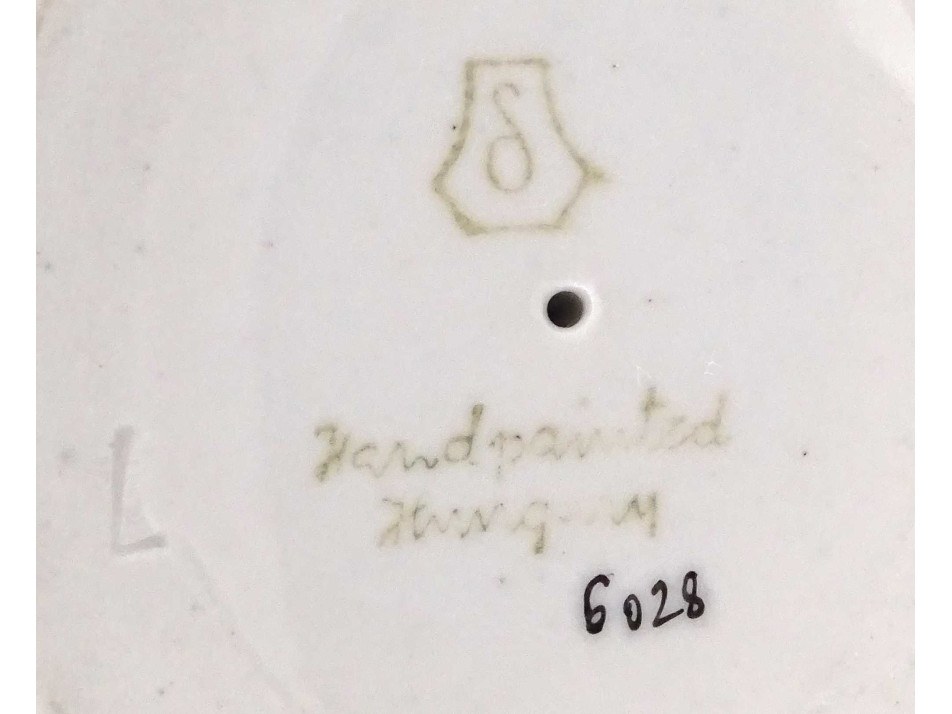 Handpainted
Hungary
L
6028